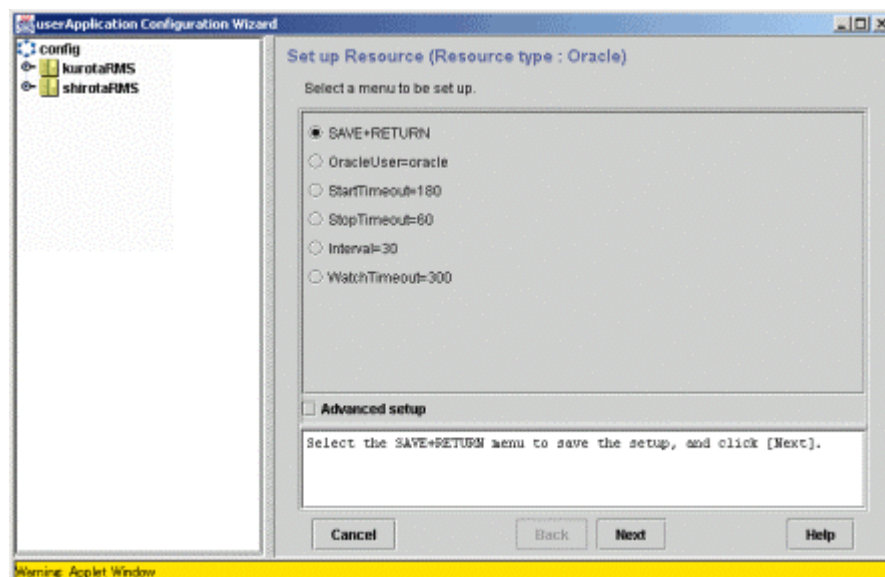 userApplication Configuration Wizard
config
kurotaRMS
shirotaRMS
Set up Resource (Resource type : Oracle)
Select a menu to be set up.
SAVE+RETURN
OracleUser=oracle
StartTimeout=180
StopTimeout=60
Interval=30
WatchTimeout=300
Advanced setup
Select the SAVE+RETURN menu to save the setup, and click [Next].
Cancel Back Next Help
Warning: Applet Window